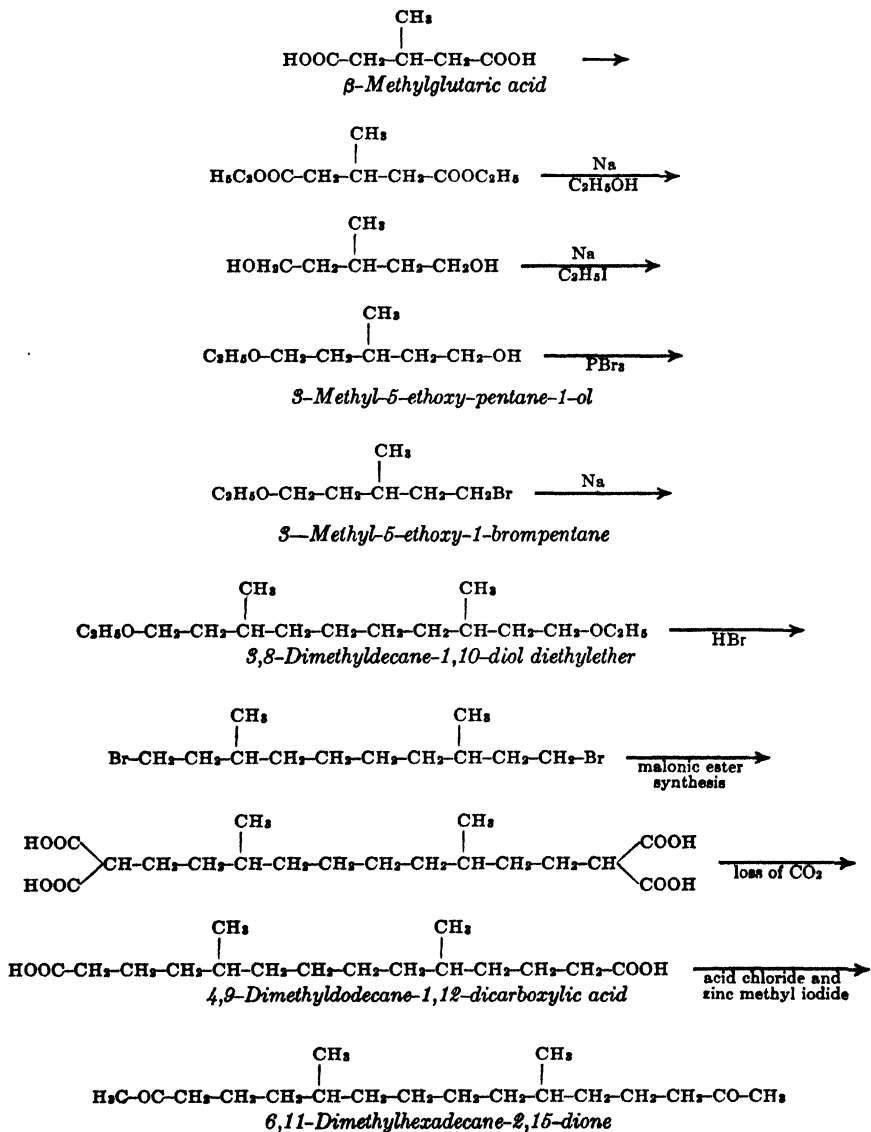 CH₃
HOOC–CH₂–CH–CH₂–COOH
β-Methylglutaric acid
CH₃
H₅C₂OOC–CH₂–CH–CH₂–COOC₂H₅ Na
C₂H₅OH
CH₃
HOH₂C–CH₂–CH–CH₂–CH₂OH Na
C₂H₅I
CH₃
C₂H₅O–CH₂–CH₂–CH–CH₂–CH₂–OH PBr₃
3-Methyl-5-ethoxy-pentane-1-ol
CH₃
C₂H₅O–CH₂–CH₂–CH–CH₂–CH₂Br Na
3—Methyl-5-ethoxy-1-brompentane
CH₃ CH₃
C₂H₅O–CH₂–CH₂–CH–CH₂–CH₂–CH₂–CH₂–CH–CH₂–CH₂–OC₂H₅ HBr
3,8-Dimethyldecane-1,10-diol diethylether
CH₃ CH₃
Br–CH₂–CH₂–CH–CH₂–CH₂–CH₂–CH₂–CH–CH₂–CH₂–Br malonic ester
synthesis
CH₃ CH₃
HOOC COOH
CH–CH₂–CH₂–CH–CH₂–CH₂–CH₂–CH₂–CH–CH₂–CH₂–CH loss of CO₂
HOOC COOH
CH₃ CH₃
HOOC–CH₂–CH₂–CH₂–CH–CH₂–CH₂–CH₂–CH₂–CH–CH₂–CH₂–CH₂–COOH acid chloride and
4,9-Dimethyldodecane-1,12-dicarboxylic acid zinc methyl iodide
CH₃ CH₃
H₃C–OC–CH₂–CH₂–CH₂–CH–CH₂–CH₂–CH₂–CH₂–CH–CH₂–CH₂–CH₂–CO–CH₃
6,11-Dimethylhexadecane-2,15-dione